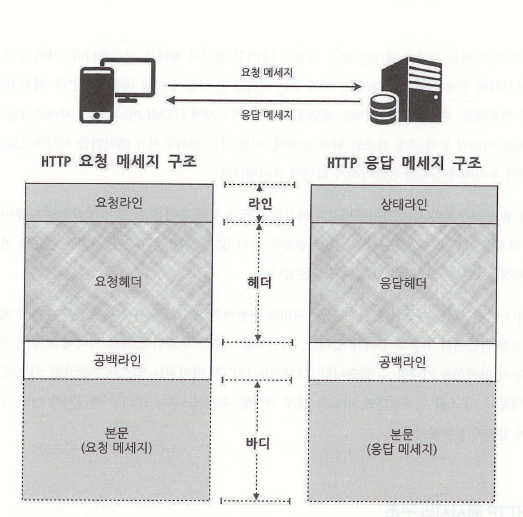 요청 메세지
응답 메세지
HTTP 요청 메세지 구조
HTTP 응답 메세지 구조
요청라인
라인
상테라인
요청헤더
헤더
응답헤더
공백라인
공백라인
본문
(요청 메세지)
바디
본문
(응답 메세지)